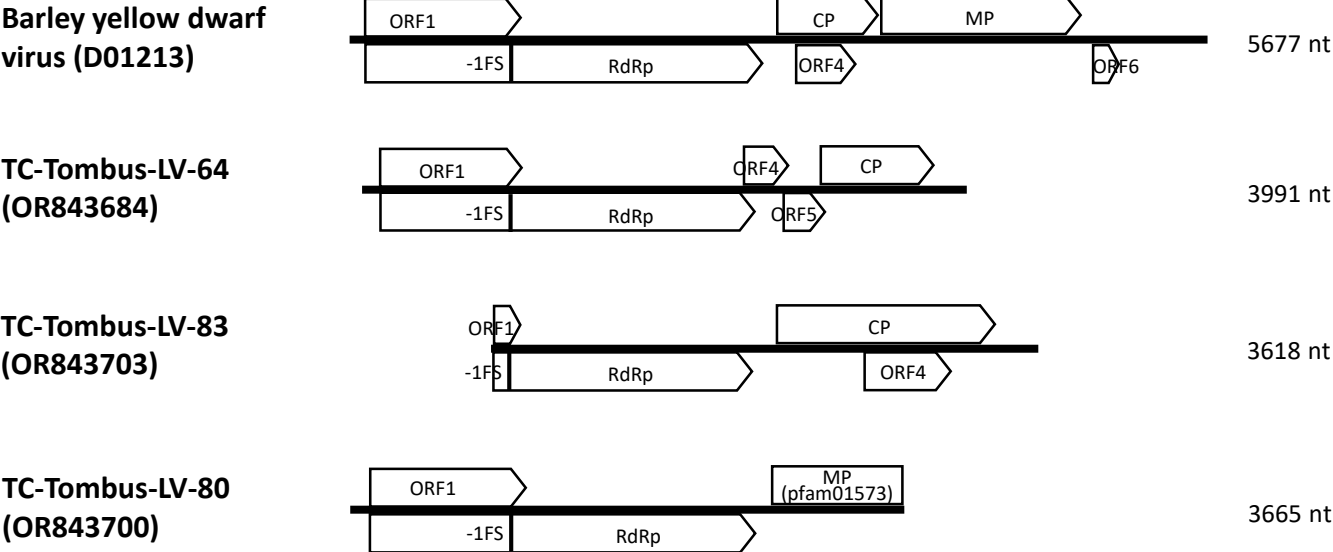 Barley yellow dwarf
virus (D01213)
ORF1
CP
MP
-1FS
RdRp
ORF4
ORF6
5677 nt
TC-Tombus-LV-64
(OR843684)
ORF1
ORF4
CP
-1FS
RdRp
ORF5
3991 nt
TC-Tombus-LV-83
(OR843703)
ORF1
CP
-1FS
RdRp
ORF4
3618 nt
TC-Tombus-LV-80
(OR843700)
ORF1
MP
(pfam01573)
-1FS
RdRp
3665 nt